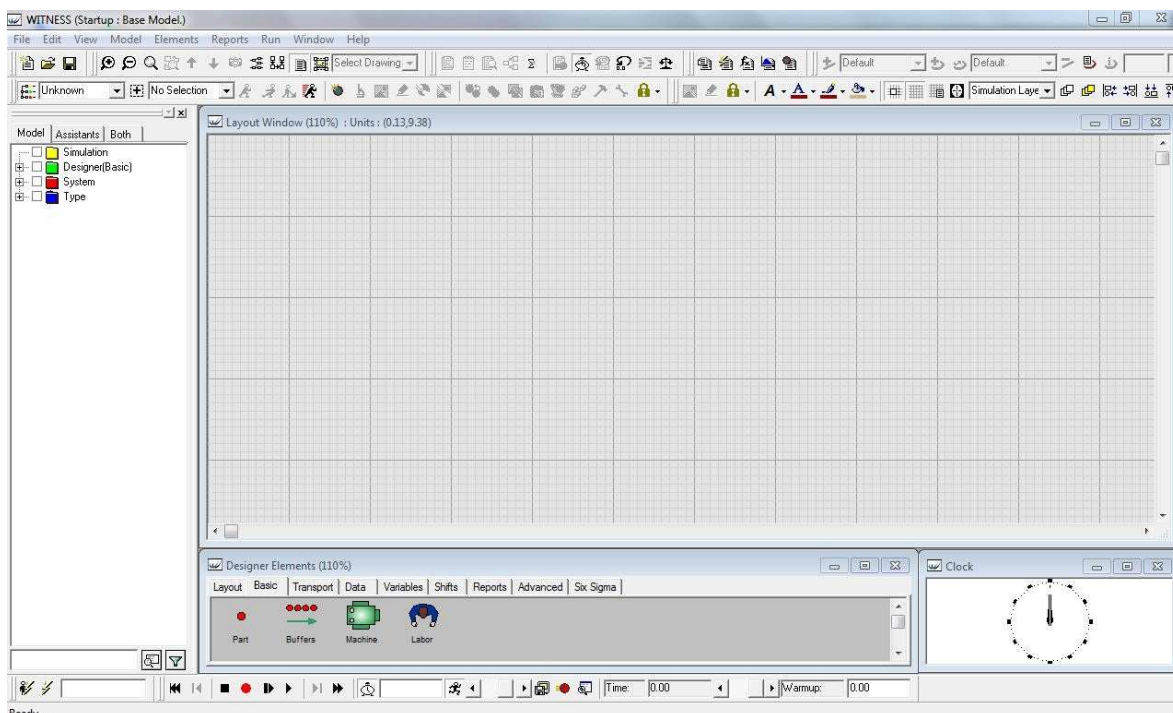 WITNESS (Startup : Base Model.)
File Edit View Model Elements Reports Run Window Help
Select Drawing Default Default
Unknown No Selection A A Simulation Laye
Layout Window (110%) : Units : (0.13,9.38)
Model Assistants Both
Simulation
Designer(Basic)
System
Type
Designer Elements (110%)
Layout Basic Transport Data Variables Shifts Reports Advanced Six Sigma
Part Buffers Machine Labor
Clock
Time: 0.00 Warmup: 0.00
Ready